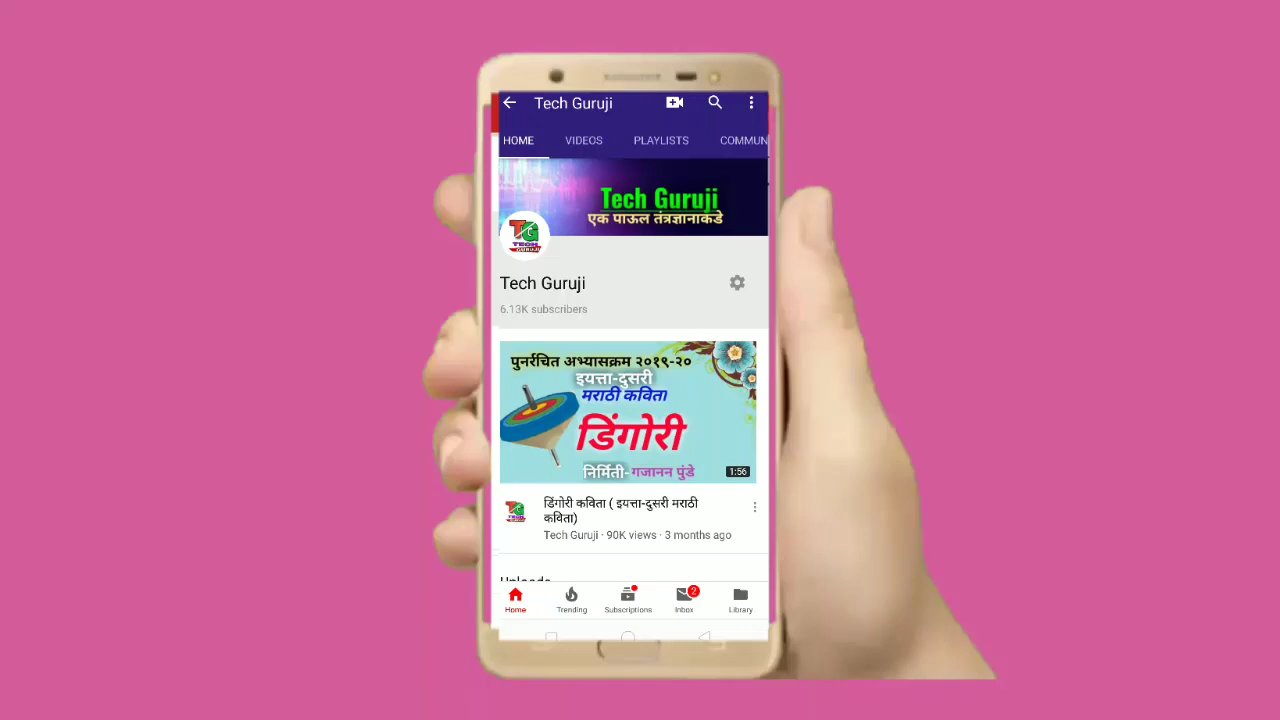 Tech Guruji
HOME VIDEOS PLAYLISTS COMMUN
Tech Guruji
एक पाऊल तंत्रज्ञानाकडे
TG
TECH
GURUJI
Tech Guruji
6.13K subscribers
पुनर्रचित अभ्यासक्रम २०१९-२०
इयत्ता-दुसरी
मराठी कविता
डिंगोरी
निर्मिती- गजानन पुंडे
1:56
डिंगोरी कविता ( इयत्ता-दुसरी मराठी
कविता)
Tech Guruji · 90K views · 3 months ago
Uploads
2
Home Trending Subscriptions Inbox Library